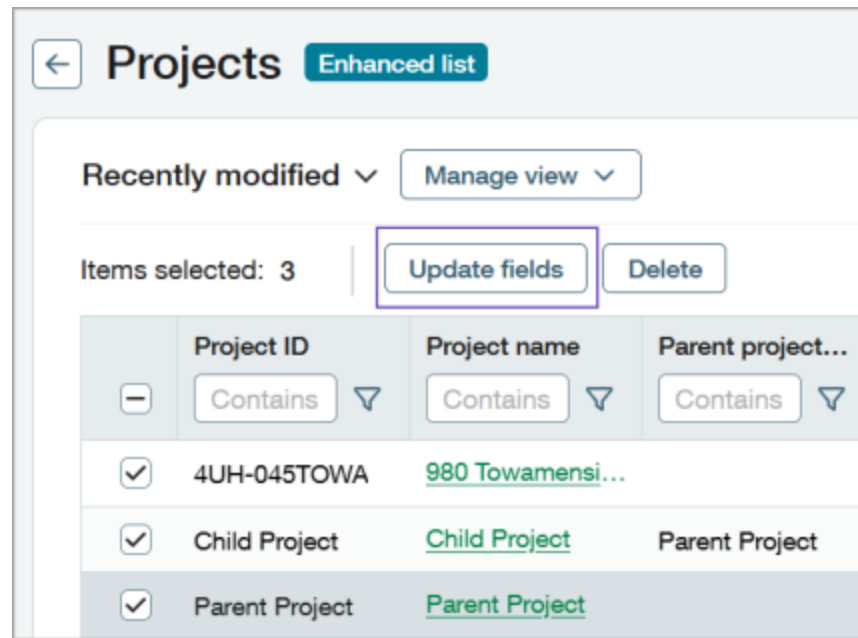 Projects Enhanced list
Recently modified Manage view
Items selected: 3 Update fields Delete
Project ID Project name Parent project...
Contains Contains Contains
4UH-045TOWA 980 Towamensi...
Child Project Child Project Parent Project
Parent Project Parent Project